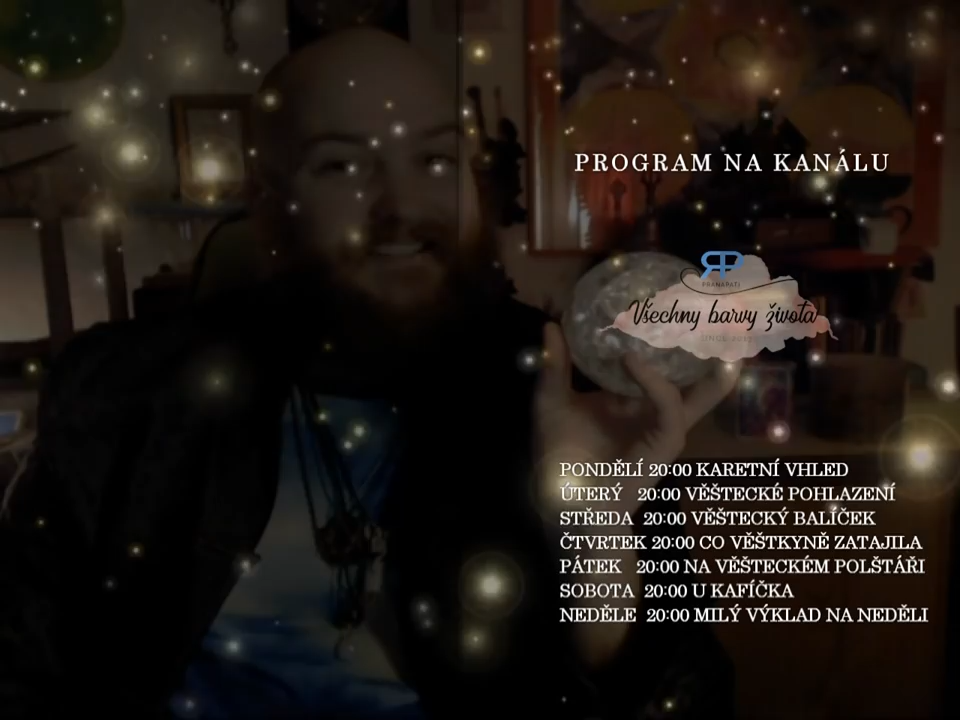 PROGRAM NA KANÁLU
RP
PRANAPATI
Všechny barvy života
PONDĚLÍ 20:00 KARETNÍ VHLED
ÚTERÝ 20:00 VĚŠTECKÉ POHLAZENÍ
STŘEDA 20:00 VĚŠTECKÝ BALÍČEK
ČTVRTEK 20:00 CO VĚŠTKYNĚ ZATAJILA
PÁTEK 20:00 NA VĚŠTECKÉM POLŠTÁŘI
SOBOTA 20:00 U KAFÍČKA
NEDĚLE 20:00 MILÝ VÝKLAD NA NEDĚLI